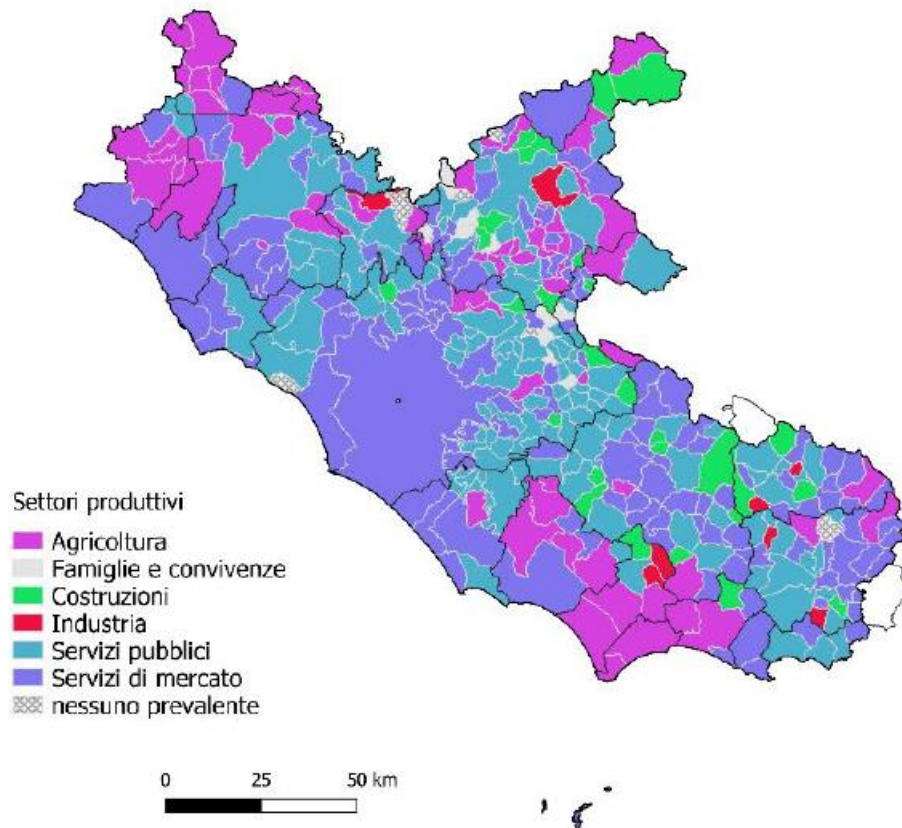 Settori produttivi
Agricoltura
Famiglie e convivenze
Costruzioni
Industria
Servizi pubblici
Servizi di mercato
nessuno prevalente
0 25 50 km